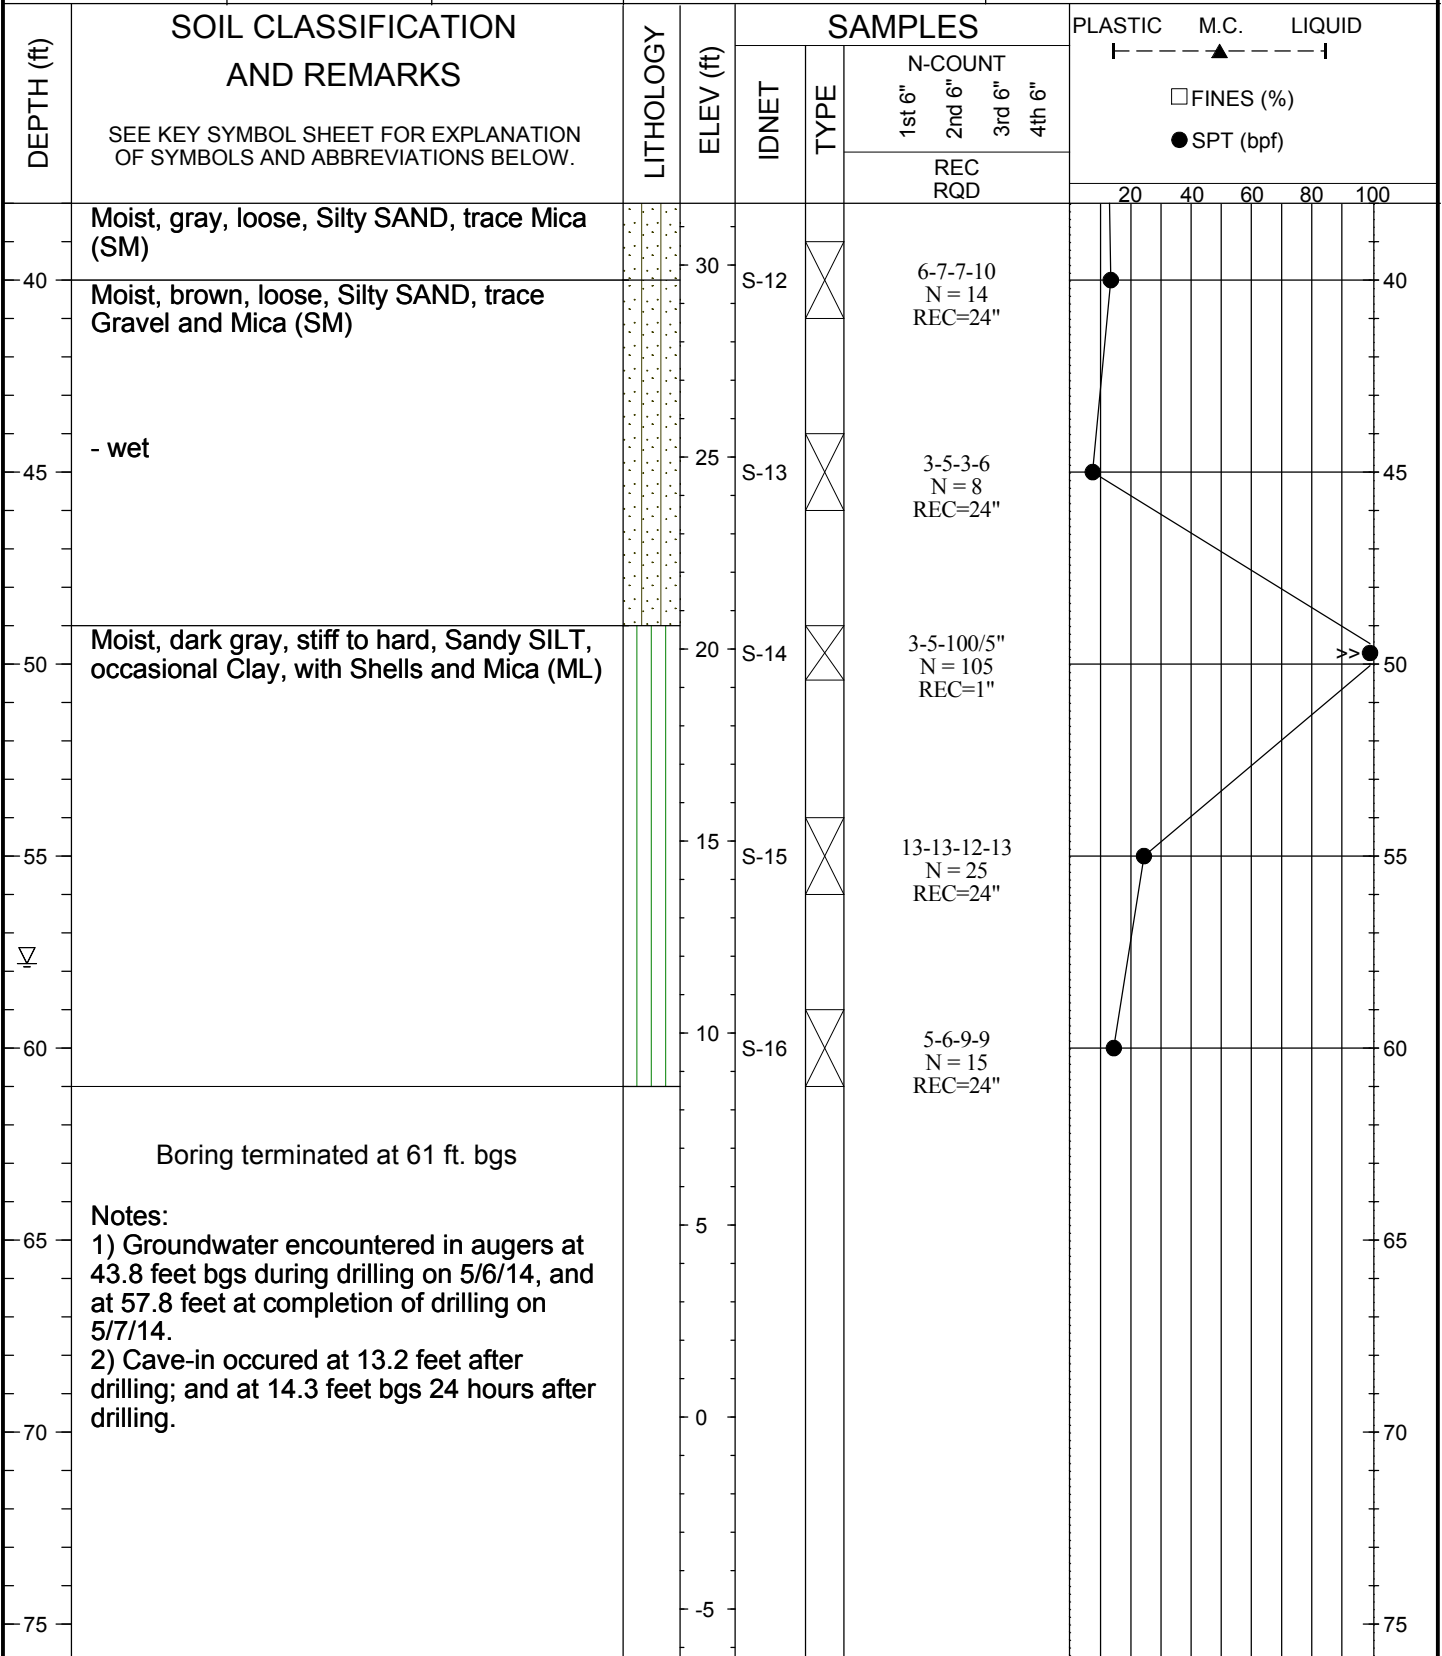 DEPTH (ft)
SOIL CLASSIFICATION
AND REMARKS
SEE KEY SYMBOL SHEET FOR EXPLANATION
OF SYMBOLS AND ABBREVIATIONS BELOW.
LITHOLOGY
ELEV (ft)
SAMPLES
IDNET
TYPE
N-COUNT
1st 6"
2nd 6"
3rd 6"
4th 6"
REC
RQD
PLASTIC M.C. LIQUID
FINES (%)
SPT (bpf)
20 40 60 80 100
Moist, gray, loose, Silty SAND, trace Mica
(SM)
30
40
S-12
6-7-7-10
N = 14
REC=24"
40
Moist, brown, loose, Silty SAND, trace
Gravel and Mica (SM)
- wet
25
45
S-13
3-5-3-6
N = 8
REC=24"
45
Moist, dark gray, stiff to hard, Sandy SILT,
occasional Clay, with Shells and Mica (ML)
20
50
S-14
3-5-100/5"
N = 105
REC=1"
>>
50
15
55
S-15
13-13-12-13
N = 25
REC=24"
55
10
60
S-16
5-6-9-9
N = 15
REC=24"
60
Boring terminated at 61 ft. bgs
Notes:
5
65
65
1) Groundwater encountered in augers at
43.8 feet bgs during drilling on 5/6/14, and
at 57.8 feet at completion of drilling on
5/7/14.
2) Cave-in occured at 13.2 feet after
drilling; and at 14.3 feet bgs 24 hours after
drilling.
0
70
70
-5
75
75